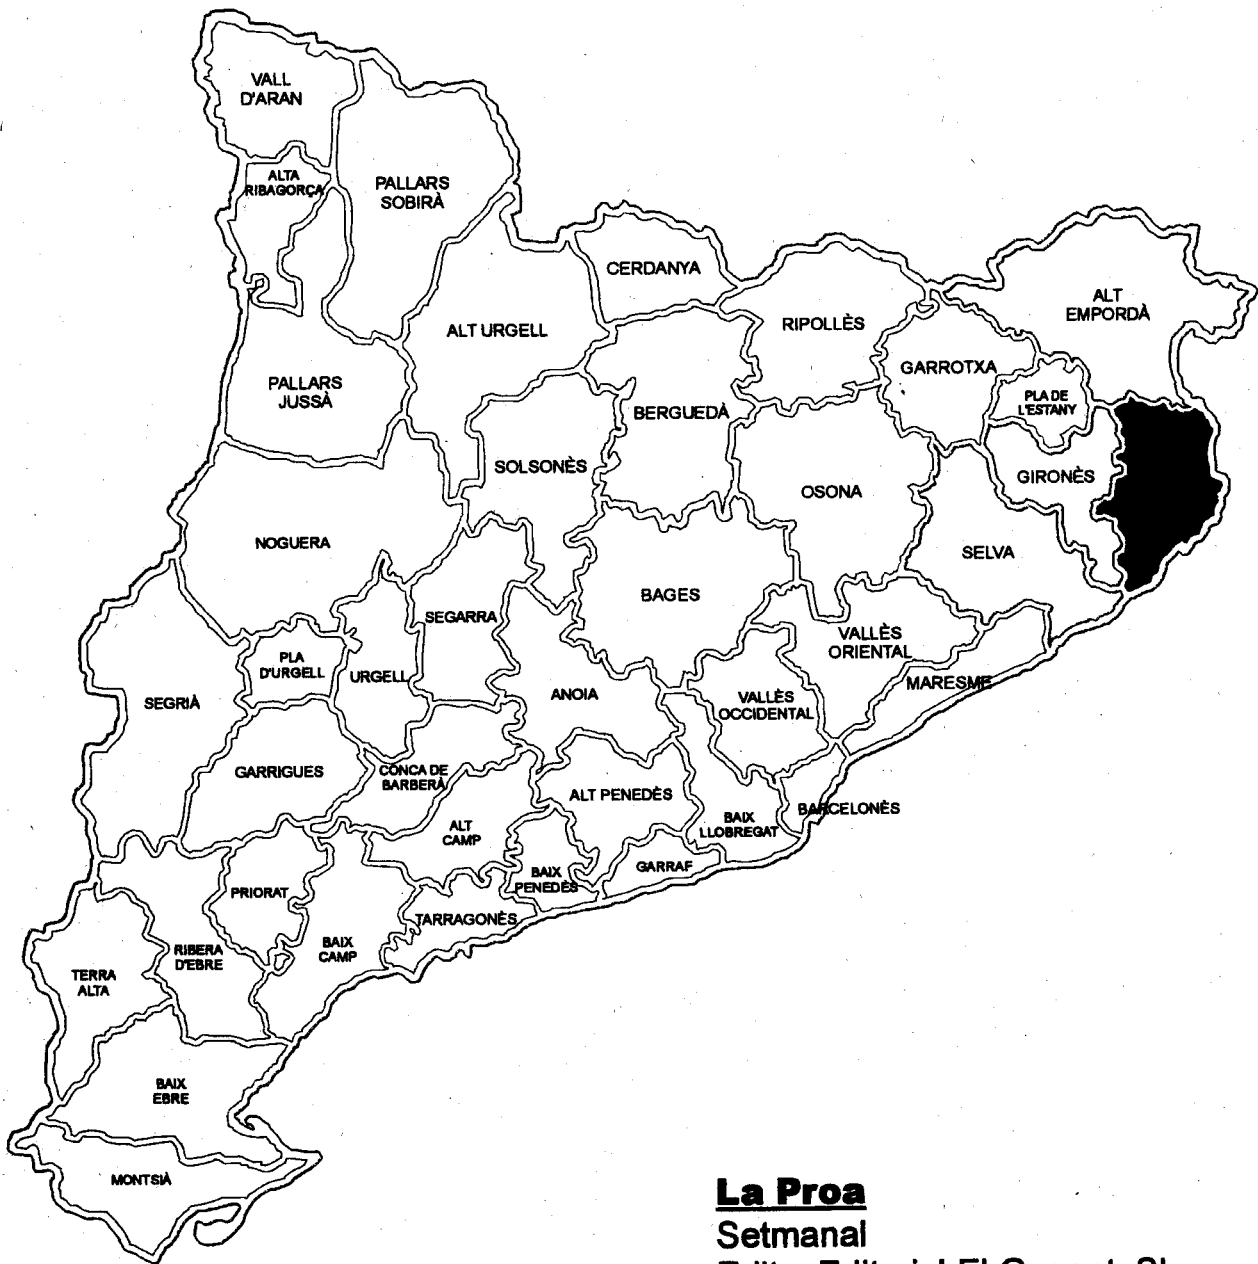 VALL
D'ARAN
ALTA
RIBAGORÇA
PALLARS
SOBIRÀ
CERDANYA
ALT
EMPORDÀ
RIPOLLÈS
ALT URGELL
GARROTXA
PALLARS
JUSSÀ
PLA DE
L'ESTANY
BERGUEDÀ
SOLSONÈS
GIRONÈS
OSONA
NOGUERA
SELVA
BAGES
SEGARRA
VALLÈS
ORIENTAL
PLA
D'URGELL
URGELL
MARESME
ANOIA
VALLÈS
OCCIDENTAL
SEGRIÀ
GARRIGUES
CONCA DE
BARBERÀ
ALT PENEDÈS
BARCELONÈS
BAIX
LLOBREGAT
ALT
CAMP
GARRAF
BAIX
PENEDÈS
PRIORAT
TARRAGONÈS
BAIX
CAMP
RIBERA
D'EBRE
TERRA
ALTA
BAIX
EBRE
MONTSIÀ
La Proa
Setmanal